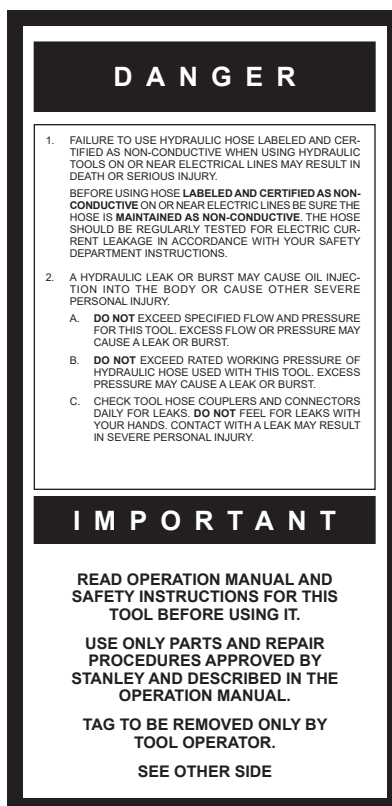 D A N G E R
1. FAILURE TO USE HYDRAULIC HOSE LABELED AND CER-
TIFIED AS NON-CONDUCTIVE WHEN USING HYDRAULIC
TOOLS ON OR NEAR ELECTRICAL LINES MAY RESULT IN
DEATH OR SERIOUS INJURY.
BEFORE USING HOSE LABELED AND CERTIFIED AS NON-
CONDUCTIVE ON OR NEAR ELECTRIC LINES BE SURE THE
HOSE IS MAINTAINED AS NON-CONDUCTIVE. THE HOSE
SHOULD BE REGULARLY TESTED FOR ELECTRIC CUR-
RENT LEAKAGE IN ACCORDANCE WITH YOUR SAFETY
DEPARTMENT INSTRUCTIONS.
2. A HYDRAULIC LEAK OR BURST MAY CAUSE OIL INJEC-
TION INTO THE BODY OR CAUSE OTHER SEVERE
PERSONAL INJURY.
A. DO NOT EXCEED SPECIFIED FLOW AND PRESSURE
FOR THIS TOOL. EXCESS FLOW OR PRESSURE MAY
CAUSE A LEAK OR BURST.
B. DO NOT EXCEED RATED WORKING PRESSURE OF
HYDRAULIC HOSE USED WITH THIS TOOL. EXCESS
PRESSURE MAY CAUSE A LEAK OR BURST.
C. CHECK TOOL HOSE COUPLERS AND CONNECTORS
DAILY FOR LEAKS. DO NOT FEEL FOR LEAKS WITH
YOUR HANDS. CONTACT WITH A LEAK MAY RESULT
IN SEVERE PERSONAL INJURY.
I M P O R T A N T
READ OPERATION MANUAL AND
SAFETY INSTRUCTIONS FOR THIS
TOOL BEFORE USING IT.
USE ONLY PARTS AND REPAIR
PROCEDURES APPROVED BY
STANLEY AND DESCRIBED IN THE
OPERATION MANUAL.
TAG TO BE REMOVED ONLY BY
TOOL OPERATOR.
SEE OTHER SIDE